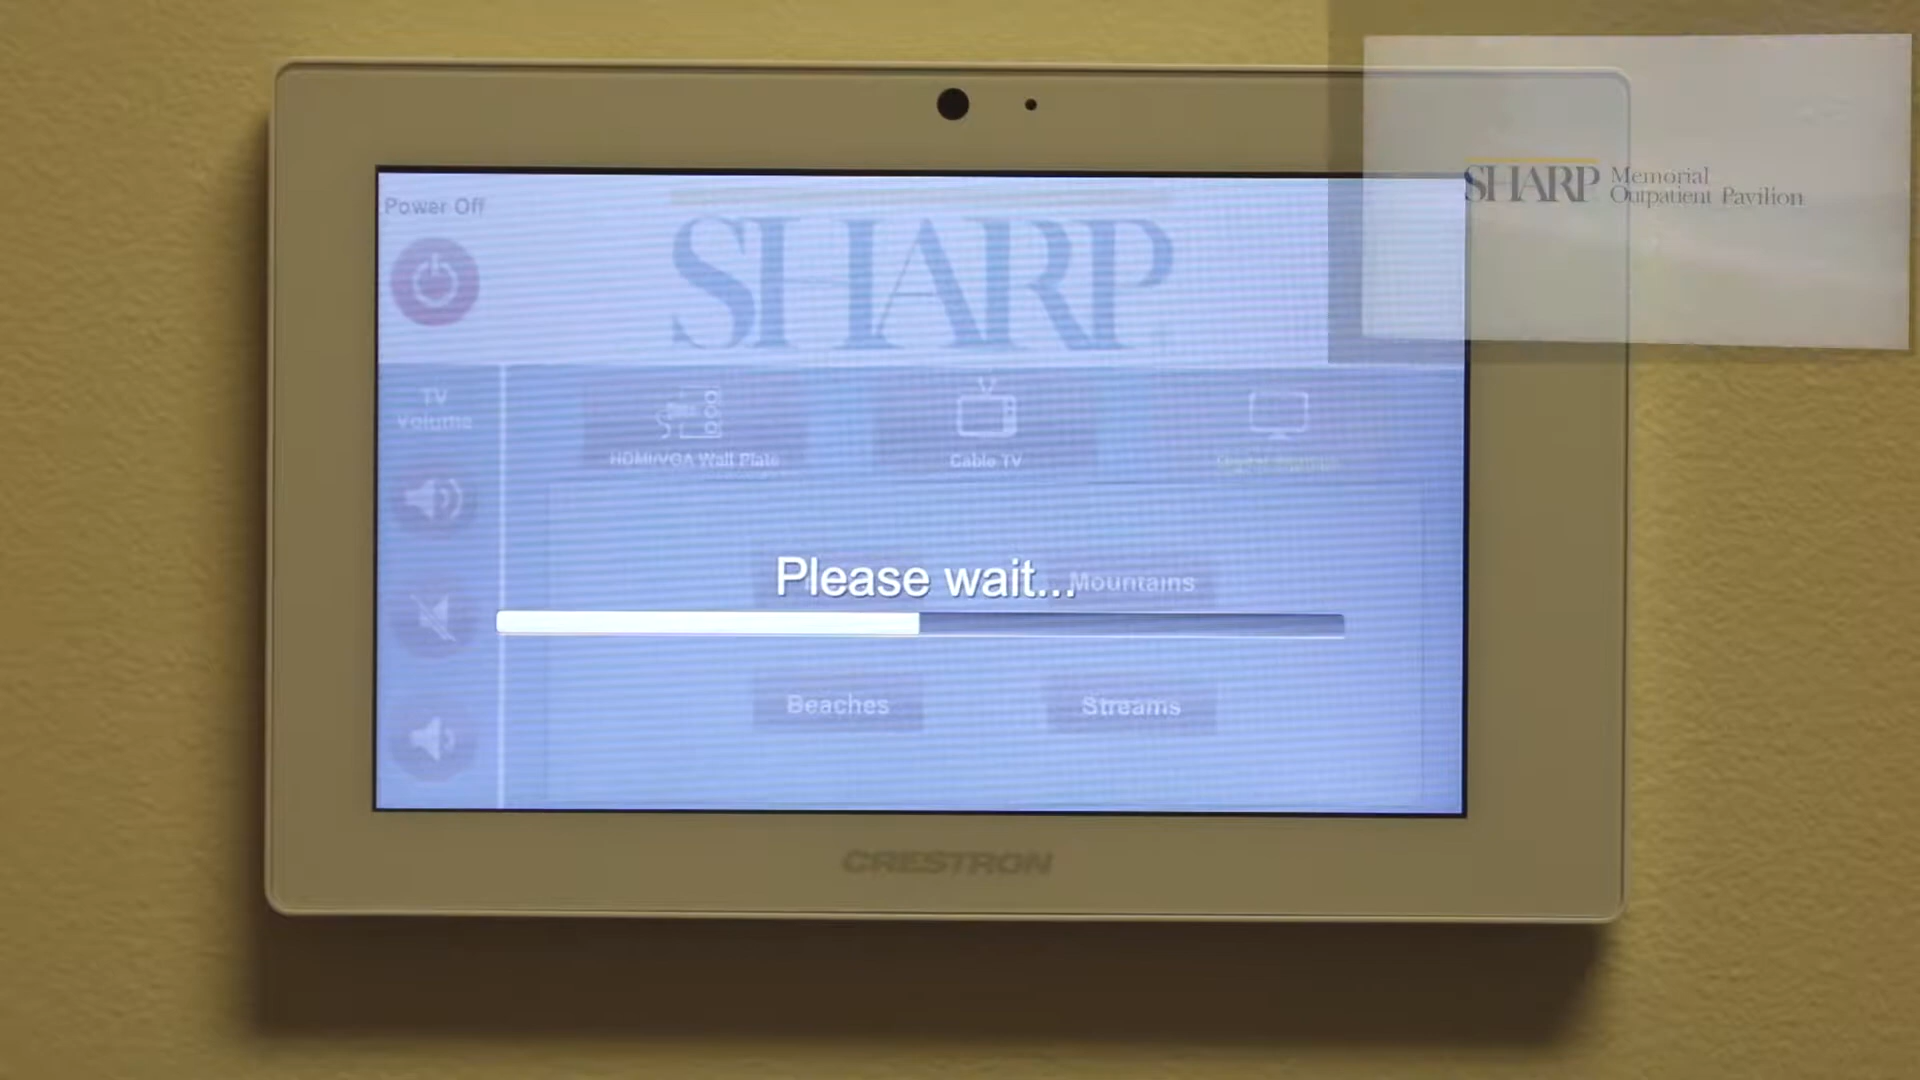 Power Off
SHARP
SHARP Memorial
Outpatient Pavilion
TV
Volume
HDMI/VGA Wall Plate
Cable TV
Please wait...
Mountains
Beaches
Streams
CRESTRON